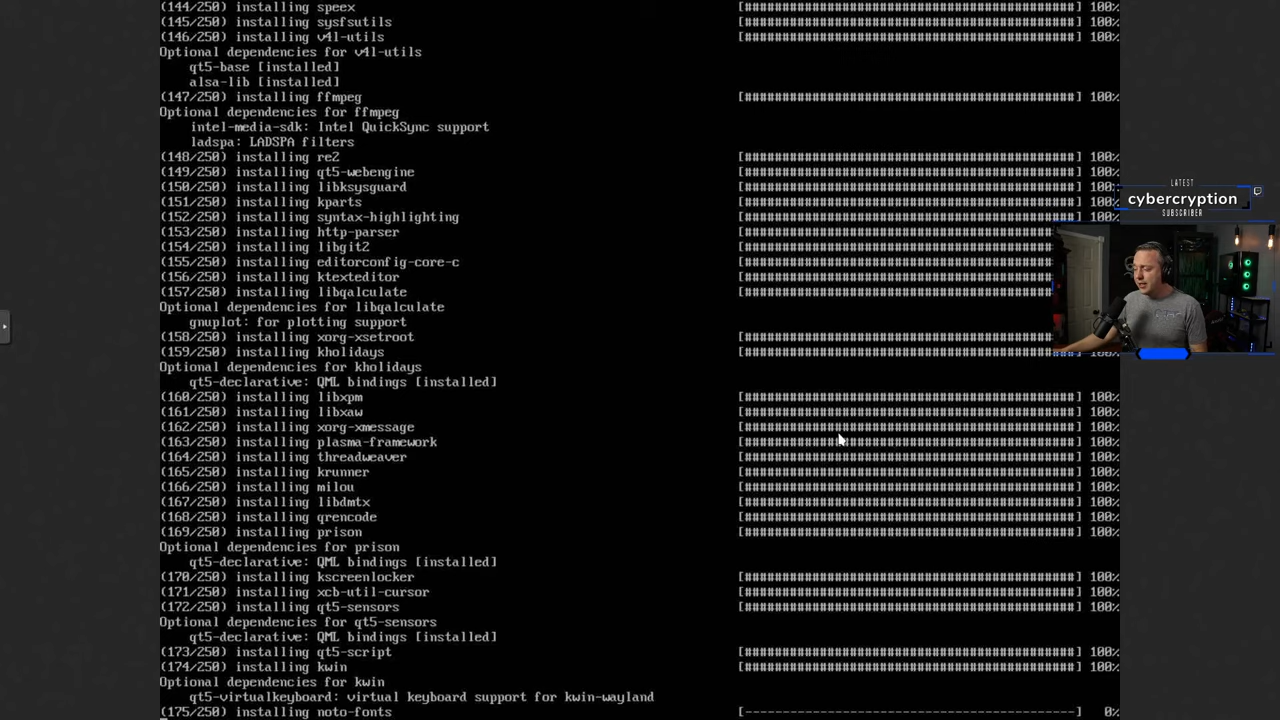 (144/250) installing speex [############################################] 100%
(145/250) installing sysfsutils [############################################] 100%
(146/250) installing v4l-utils [############################################] 100%
Optional dependencies for v4l-utils
qt5-base [installed]
alsa-lib [installed]
(147/250) installing ffmpeg [############################################] 100%
Optional dependencies for ffmpeg
intel-media-sdk: Intel QuickSync support
ladspa: LADSPA filters
(148/250) installing re2 [############################################] 100%
(149/250) installing qt5-webengine [############################################] 100%
(150/250) installing libksysguard [############################################] 100%
(151/250) installing kparts [############################################] 100%
(152/250) installing syntax-highlighting [############################################] 100%
(153/250) installing http-parser [############################################
(154/250) installing libgit2 [############################################
(155/250) installing editorconfig-core-c [##########################################
(156/250) installing ktexteditor [##########################################
(157/250) installing libqalculate [##########################################
Optional dependencies for libqalculate
gnuplot: for plotting support
(158/250) installing xorg-xsetroot [##########################################
(159/250) installing kholidays [############################################] 100%
Optional dependencies for kholidays
qt5-declarative: QML bindings [installed]
(160/250) installing libxpm [############################################] 100%
(161/250) installing libxaw [############################################] 100%
(162/250) installing xorg-xmessage [############################################] 100%
(163/250) installing plasma-framework [############################################] 100%
(164/250) installing threadweaver [############################################] 100%
(165/250) installing krunner [############################################] 100%
(166/250) installing milou [############################################] 100%
(167/250) installing libdmtx [############################################] 100%
(168/250) installing qrencode [############################################] 100%
(169/250) installing prison [############################################] 100%
Optional dependencies for prison
qt5-declarative: QML bindings [installed]
(170/250) installing kscreenlocker [############################################] 100%
(171/250) installing xcb-util-cursor [############################################] 100%
(172/250) installing qt5-sensors [############################################] 100%
Optional dependencies for qt5-sensors
qt5-declarative: QML bindings [installed]
(173/250) installing qt5-script [############################################] 100%
(174/250) installing kwin [############################################] 100%
Optional dependencies for kwin
qt5-virtualkeyboard: virtual keyboard support for kwin-wayland
(175/250) installing noto-fonts [--------------------------------------------] 0%
LATEST
cybercryption
SUBSCRIBER